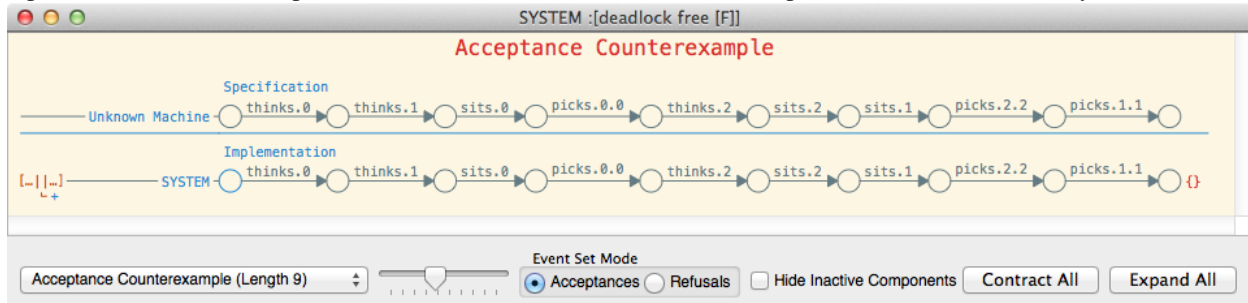 SYSTEM :[deadlock free [F]]
Acceptance Counterexample
Specification
Unknown Machine thinks.0 thinks.1 sits.0 picks.0.0 thinks.2 sits.2 sits.1 picks.2.2 picks.1.1
Implementation
[…||…] SYSTEM thinks.0 thinks.1 sits.0 picks.0.0 thinks.2 sits.2 sits.1 picks.2.2 picks.1.1 {}
+
Event Set Mode
Acceptance Counterexample (Length 9) Acceptances Refusals Hide Inactive Components Contract All Expand All